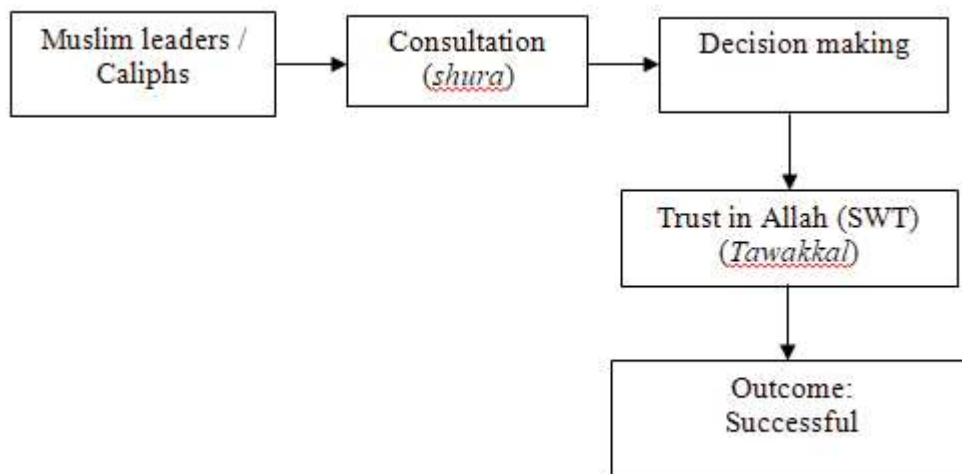 Muslim leaders /
Caliphs
Consultation
(shura)
Decision making
Trust in Allah (SWT)
(Tawakkal)
Outcome:
Successful